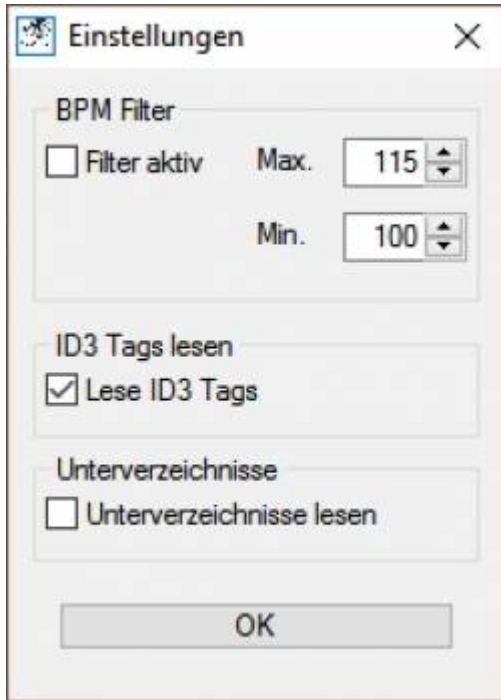 Einstellungen
BPM Filter
Filter aktiv Max. 115
Min. 100
ID3 Tags lesen
Lese ID3 Tags
Unterverzeichnisse
Unterverzeichnisse lesen
OK